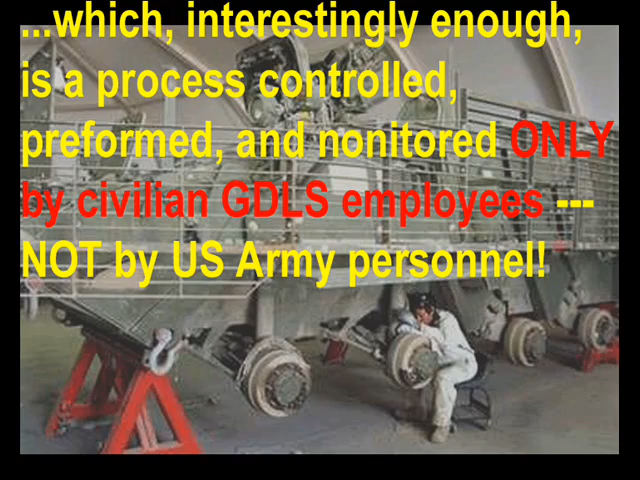 ...which, interestingly enough,
is a process controlled,
preformed, and nonitored ONLY
by civilian GDLS employees ---
NOT by US Army personnel!